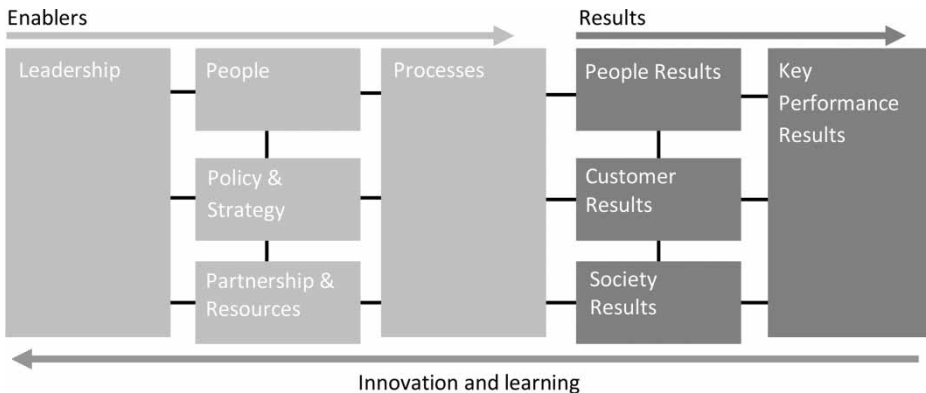 Enablers
Results
Leadership
People
Processes
People Results
Key
Performance
Results
Policy &
Strategy
Customer
Results
Partnership &
Resources
Society
Results
Innovation and learning